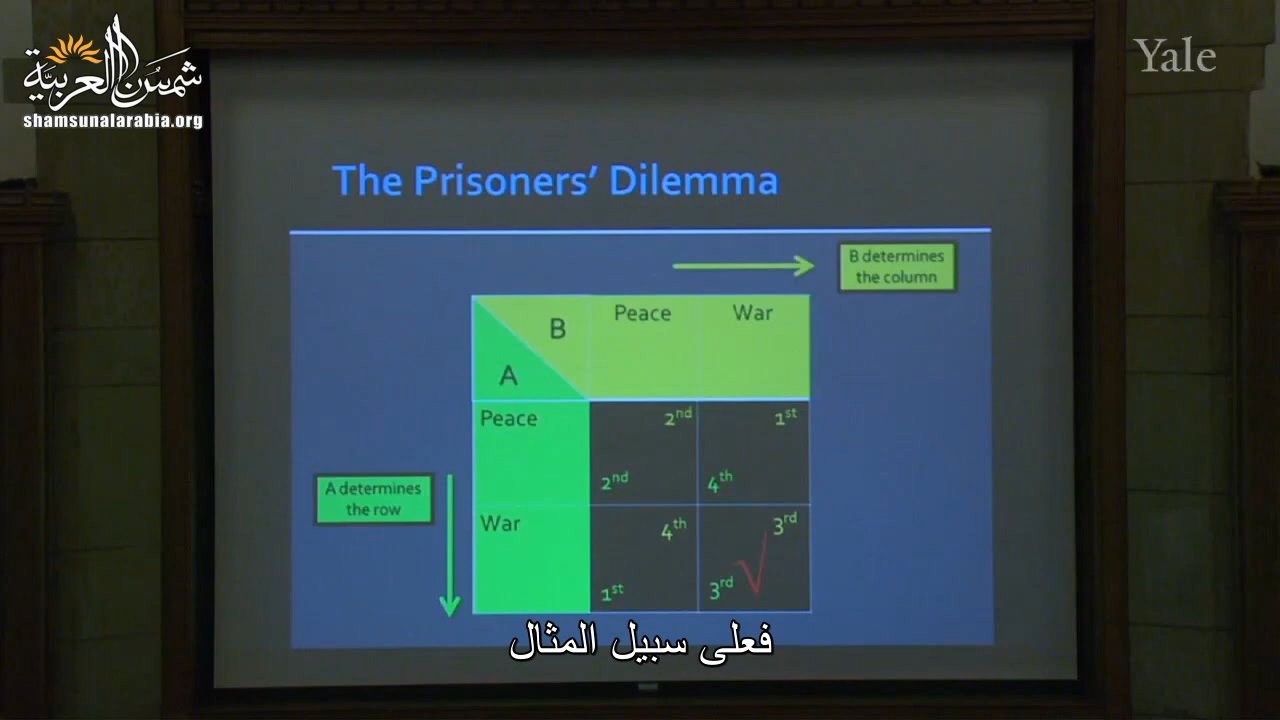 شمس العربية
shamsunalarabia.org
Yale
The Prisoners’ Dilemma
B determines
the column
B
Peace
War
A
Peace
2nd
1st
2nd
4th
A determines
the row
War
4th
3rd
1st
3rd
√
فعلى سبيل المثال